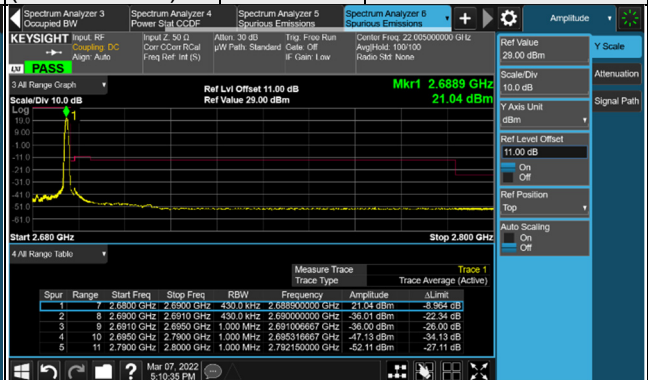 Spectrum Analyzer 3
Occupied BW
Spectrum Analyzer 4
Power Stat CCDF
Spectrum Analyzer 5
Spurious Emissions
Spectrum Analyzer 6
Spurious Emissions
Amplitude
KEYSIGHT
Input: RF
Coupling: DC
Align: Auto
Input Z: 50 Ω
Corr CCorr RCal
Freq Ref: Int (S)
Atten: 30 dB
µW Path: Standard
Trig: Free Run
Gate: Off
IF Gain: Low
Center Freq: 22.005000000 GHz
Avg|Hold: 100/100
Radio Std: None
LXI
PASS
3 All Range Graph
Scale/Div 10.0 dB
Ref Lvl Offset 11.00 dB
Ref Value 29.00 dBm
Mkr1 2.6889 GHz
21.04 dBm
Log
19.0
9.00
1
-1.00
-11.0
-21.0
-31.0
-41.0
-51.0
-61.0
Start 2.680 GHz
Stop 2.800 GHz
4 All Range Table
Measure Trace Trace 1
Trace Type Trace Average (Active)
Spur Range Start Freq Stop Freq RBW Frequency Amplitude ΔLimit
1 7 2.6800 GHz 2.6900 GHz 430.0 kHz 2.688900000 GHz 21.04 dBm -8.964 dB
2 8 2.6900 GHz 2.6910 GHz 430.0 kHz 2.690000000 GHz -36.01 dBm -22.34 dB
3 9 2.6910 GHz 2.6950 GHz 1.000 MHz 2.691006667 GHz -36.00 dBm -26.00 dB
4 10 2.6950 GHz 2.7900 GHz 1.000 MHz 2.695316667 GHz -47.13 dBm -34.13 dB
5 11 2.7900 GHz 2.8000 GHz 1.000 MHz 2.792150000 GHz -52.11 dBm -27.11 dB
Mar 07, 2022
5:10:35 PM
Ref Value
29.00 dBm
Scale/Div
10.0 dB
Y Axis Unit
dBm
Ref Level Offset
11.00 dB
On
Off
Ref Position
Top
Auto Scaling
On
Off
Y Scale
Attenuation
Signal Path